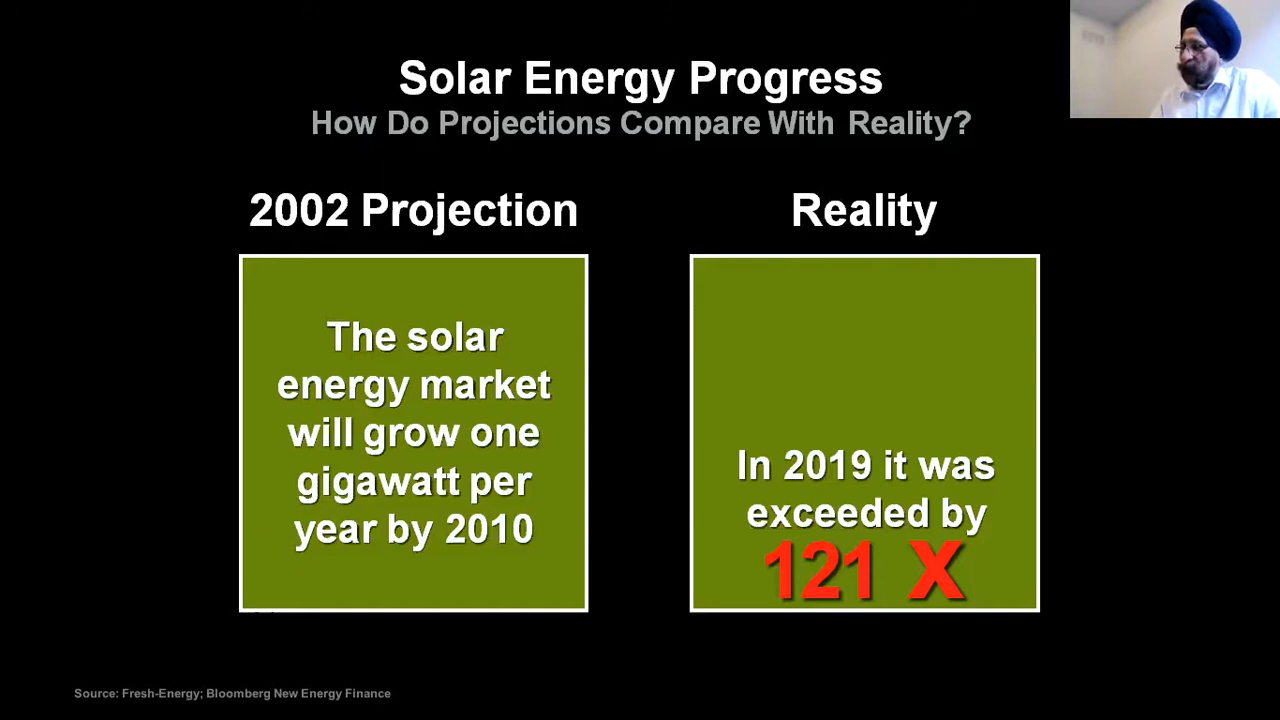 Solar Energy Progress
How Do Projections Compare With Reality?
2002 Projection
The solar
energy market
will grow one
gigawatt per
year by 2010
Reality
In 2019 it was
exceeded by
121 X
Source: Fresh-Energy; Bloomberg New Energy Finance